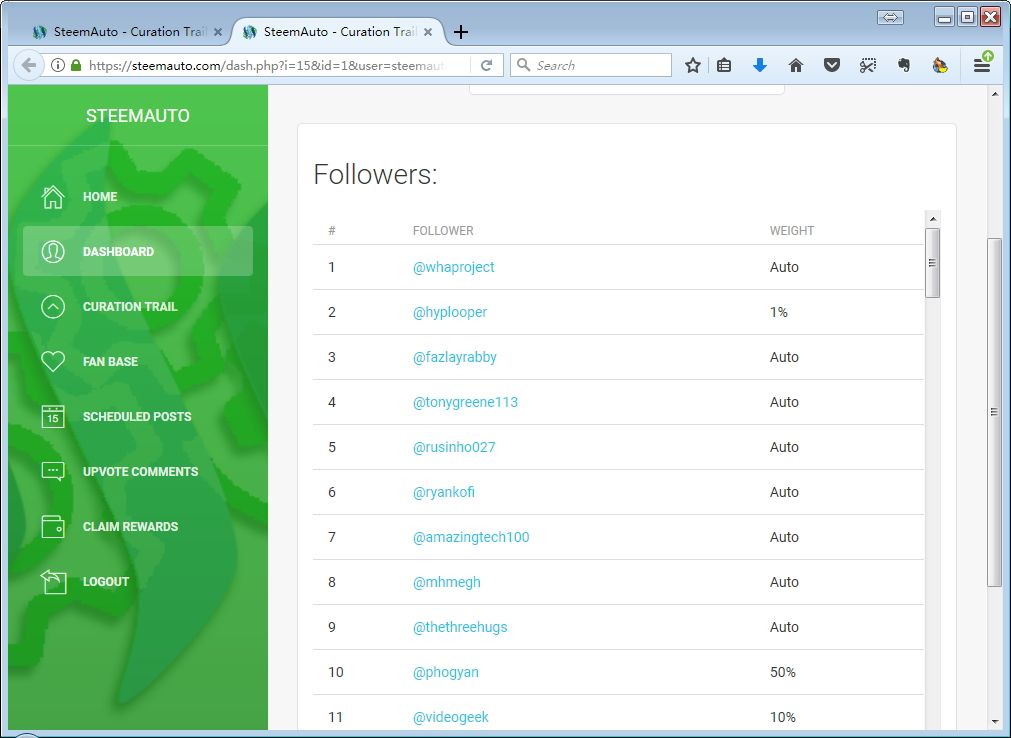 SteemAuto - Curation Trail
SteemAuto - Curation Trail
https://steemauto.com/dash.php?i=15&id=1&user=steemauto
Search
STEEMAUTO
HOME
DASHBOARD
CURATION TRAIL
FAN BASE
15 SCHEDULED POSTS
UPVOTE COMMENTS
CLAIM REWARDS
LOGOUT
Followers:
# FOLLOWER WEIGHT
1 @whaproject Auto
2 @hyplooper 1%
3 @fazlayrabby Auto
4 @tonygreene113 Auto
5 @rusinho027 Auto
6 @ryankofi Auto
7 @amazingtech100 Auto
8 @mhmegh Auto
9 @thethreehugs Auto
10 @phogyan 50%
11 @videogeek 10%